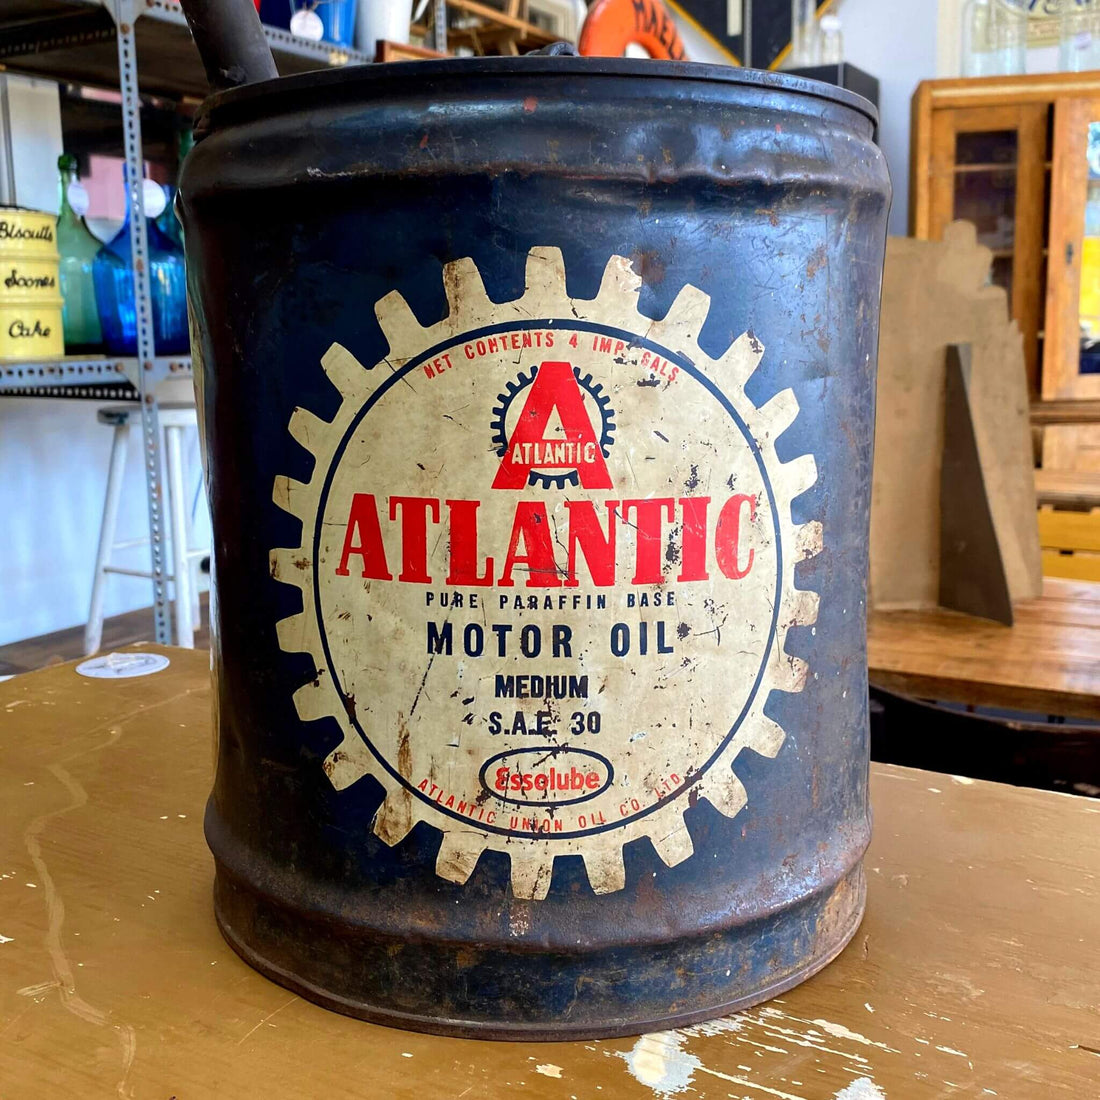 NET CONTENTS 4 IMP. GALS.
A
ATLANTIC
ATLANTIC
PURE PARAFFIN BASE
MOTOR OIL
MEDIUM
S.A.E. 30
Essolube
ATLANTIC UNION OIL CO. LTD.
Biscuits
Scones
Cake